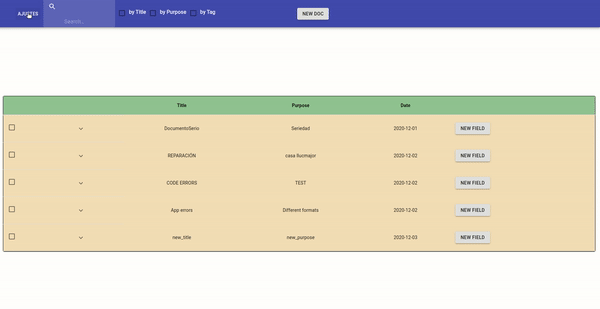 AJUSTES
Search...
by Title by Purpose by Tag
NEW DOC
Title Purpose Date
DocumentoSerio Seriedad 2020-12-01 NEW FIELD
REPARACIÓN casa llucmajor 2020-12-02 NEW FIELD
CODE ERRORS TEST 2020-12-02 NEW FIELD
App errors Different formats 2020-12-02 NEW FIELD
new_title new_purpose 2020-12-03 NEW FIELD